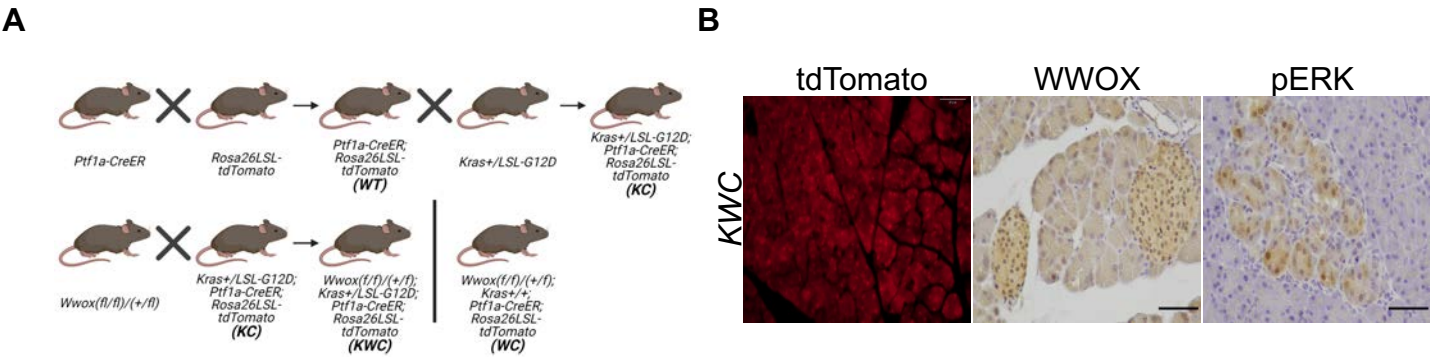 A
B
Ptf1a-CreER
Rosa26LSL-
tdTomato
Ptf1a-CreER;
Rosa26LSL-
tdTomato
(WT)
Kras+/LSL-G12D
Kras+/LSL-G12D;
Ptf1a-CreER;
Rosa26LSL-
tdTomato
(KC)
Wwox(fl/fl)/(+/fl)
Kras+/LSL-G12D;
Ptf1a-CreER;
Rosa26LSL-
tdTomato
(KC)
Wwox(f/f)/(+/f);
Kras+/LSL-G12D;
Ptf1a-CreER;
Rosa26LSL-
tdTomato
(KWC)
Wwox(f/f)/(+/f);
Kras+/+;
Ptf1a-CreER;
Rosa26LSL-
tdTomato
(WC)
tdTomato
WWOX
pERK
KWC